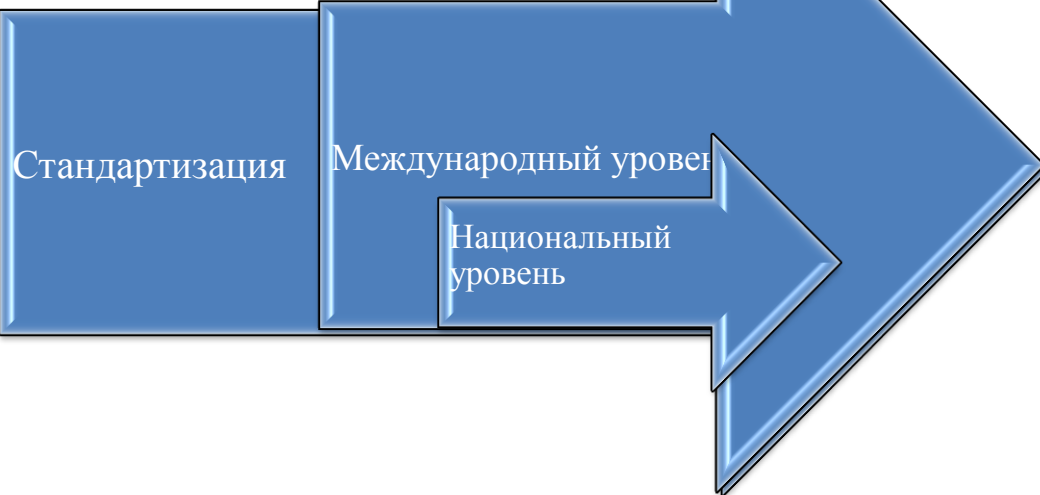 Стандартизация
Международный уровен
Национальный
уровень